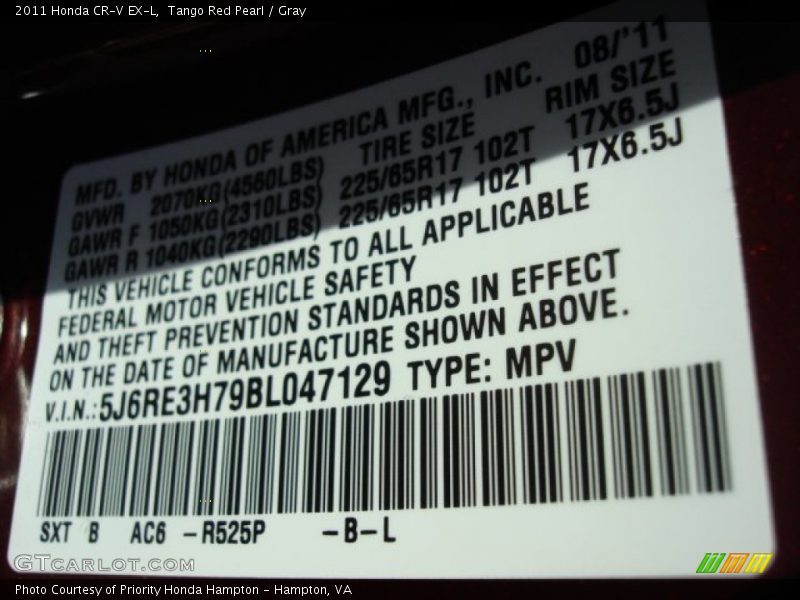 2011 Honda CR-V EX-L, Tango Red Pearl / Gray
MFD. BY HONDA OF AMERICA MFG., INC. 08/'11
GVWR 2070KG(4560LBS) TIRE SIZE RIM SIZE
GAWR F 1050KG(2310LBS) 225/65R17 102T 17X6.5J
GAWR R 1040KG(2290LBS) 225/65R17 102T 17X6.5J
THIS VEHICLE CONFORMS TO ALL APPLICABLE
FEDERAL MOTOR VEHICLE SAFETY
AND THEFT PREVENTION STANDARDS IN EFFECT
ON THE DATE OF MANUFACTURE SHOWN ABOVE.
V.I.N.:5J6RE3H79BL047129 TYPE: MPV
SXT B AC6 -R525P -B-L
GTCARLOT.COM
Photo Courtesy of Priority Honda Hampton - Hampton, VA